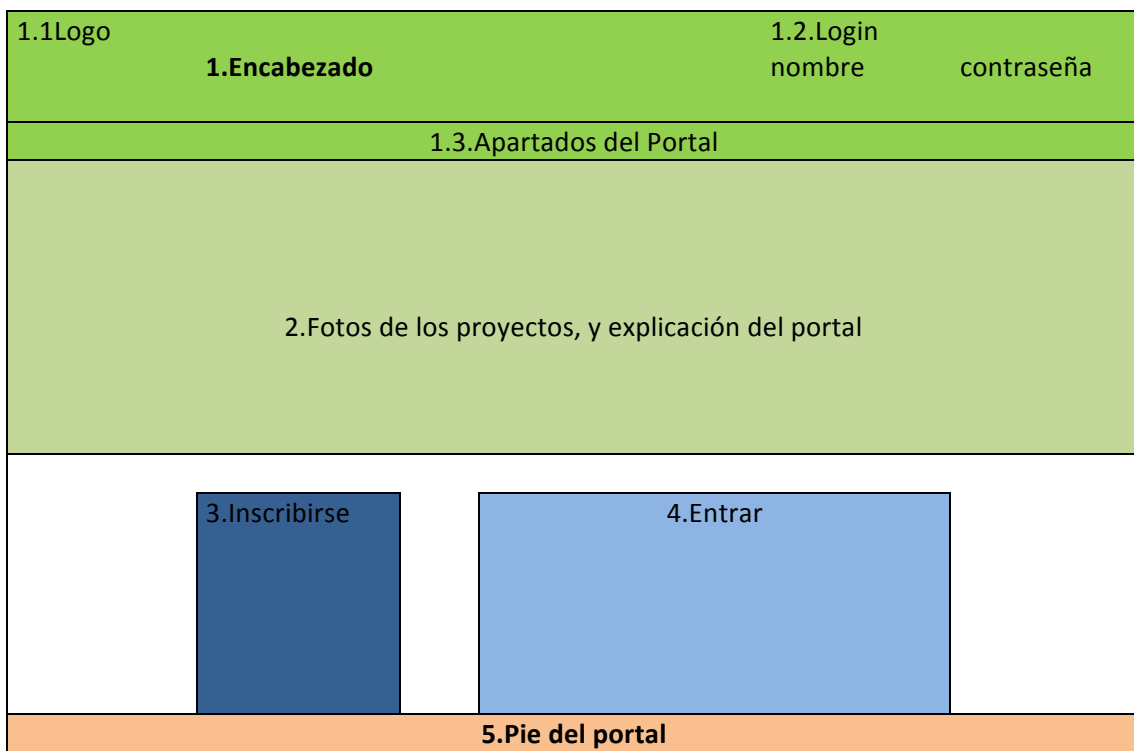 1.1Logo
1.2.Login
1.Encabezado
nombre contraseña
1.3.Apartados del Portal
2.Fotos de los proyectos, y explicación del portal
3.Inscribirse
4.Entrar
5.Pie del portal